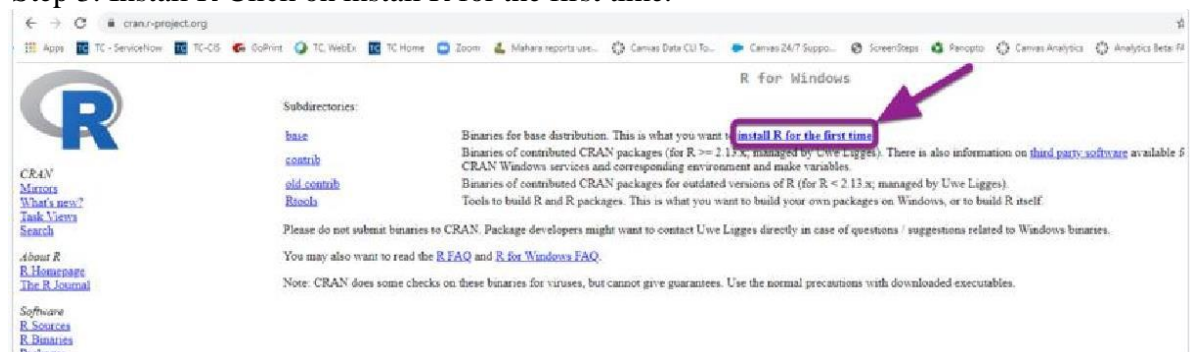 Step 3: Install R Click on install R for the first time.
cran.r-project.org
Apps TC - ServiceNow TC-CIS GoPrint TC, WebEx TC Home Zoom Mahara reports use... Canvas Data CLI To... Canvas 24/7 Suppo... ScreenSteps Panopto Canvas Analytics Analytics Beta:
R for Windows
Subdirectories:
base Binaries for base distribution. This is what you want to install R for the first time.
contrib Binaries of contributed CRAN packages (for R >= 2.13.x; managed by Uwe Ligges). There is also information on third party software available
CRAN Windows services and corresponding environment and make variables.
old contrib Binaries of contributed CRAN packages for outdated versions of R (for R < 2.13.x; managed by Uwe Ligges).
Rtools Tools to build R and R packages. This is what you want to build your own packages on Windows, or to build R itself.
Please do not submit binaries to CRAN. Package developers might want to contact Uwe Ligges directly in case of questions / suggestions related to Windows binaries.
You may also want to read the R FAQ and R for Windows FAQ.
Note: CRAN does some checks on these binaries for viruses, but cannot give guarantees. Use the normal precautions with downloaded executables.
R
CRAN
Mirrors
What's new?
Task Views
Search
About R
R Homepage
The R Journal
Software
R Sources
R Binaries